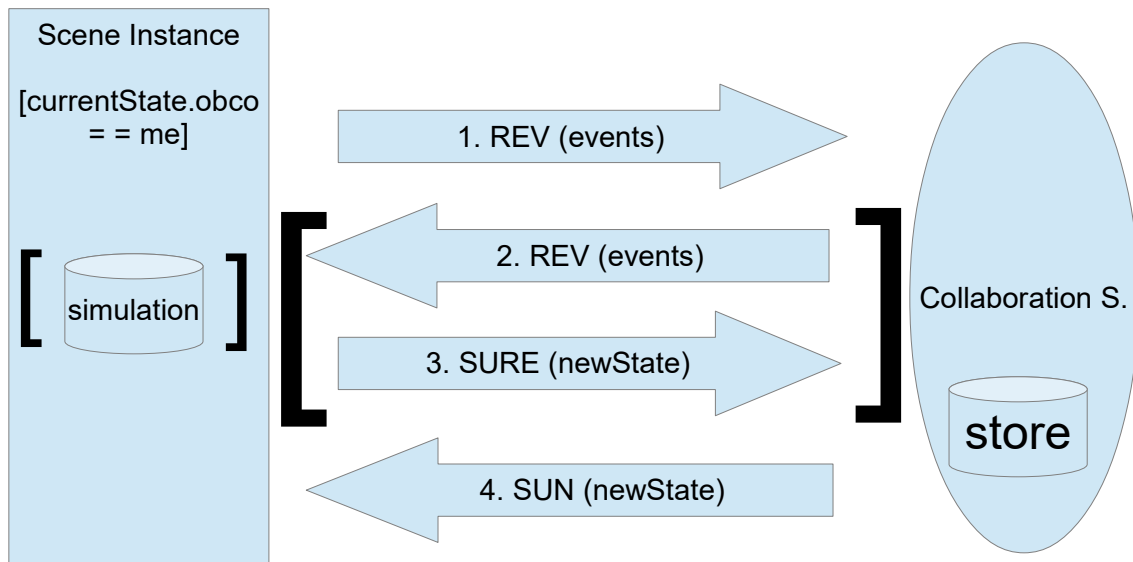 Scene Instance
[currentState.obco
= = me]
simulation
1. REV (events)
2. REV (events)
3. SURE (newState)
4. SUN (newState)
Collaboration S.
store